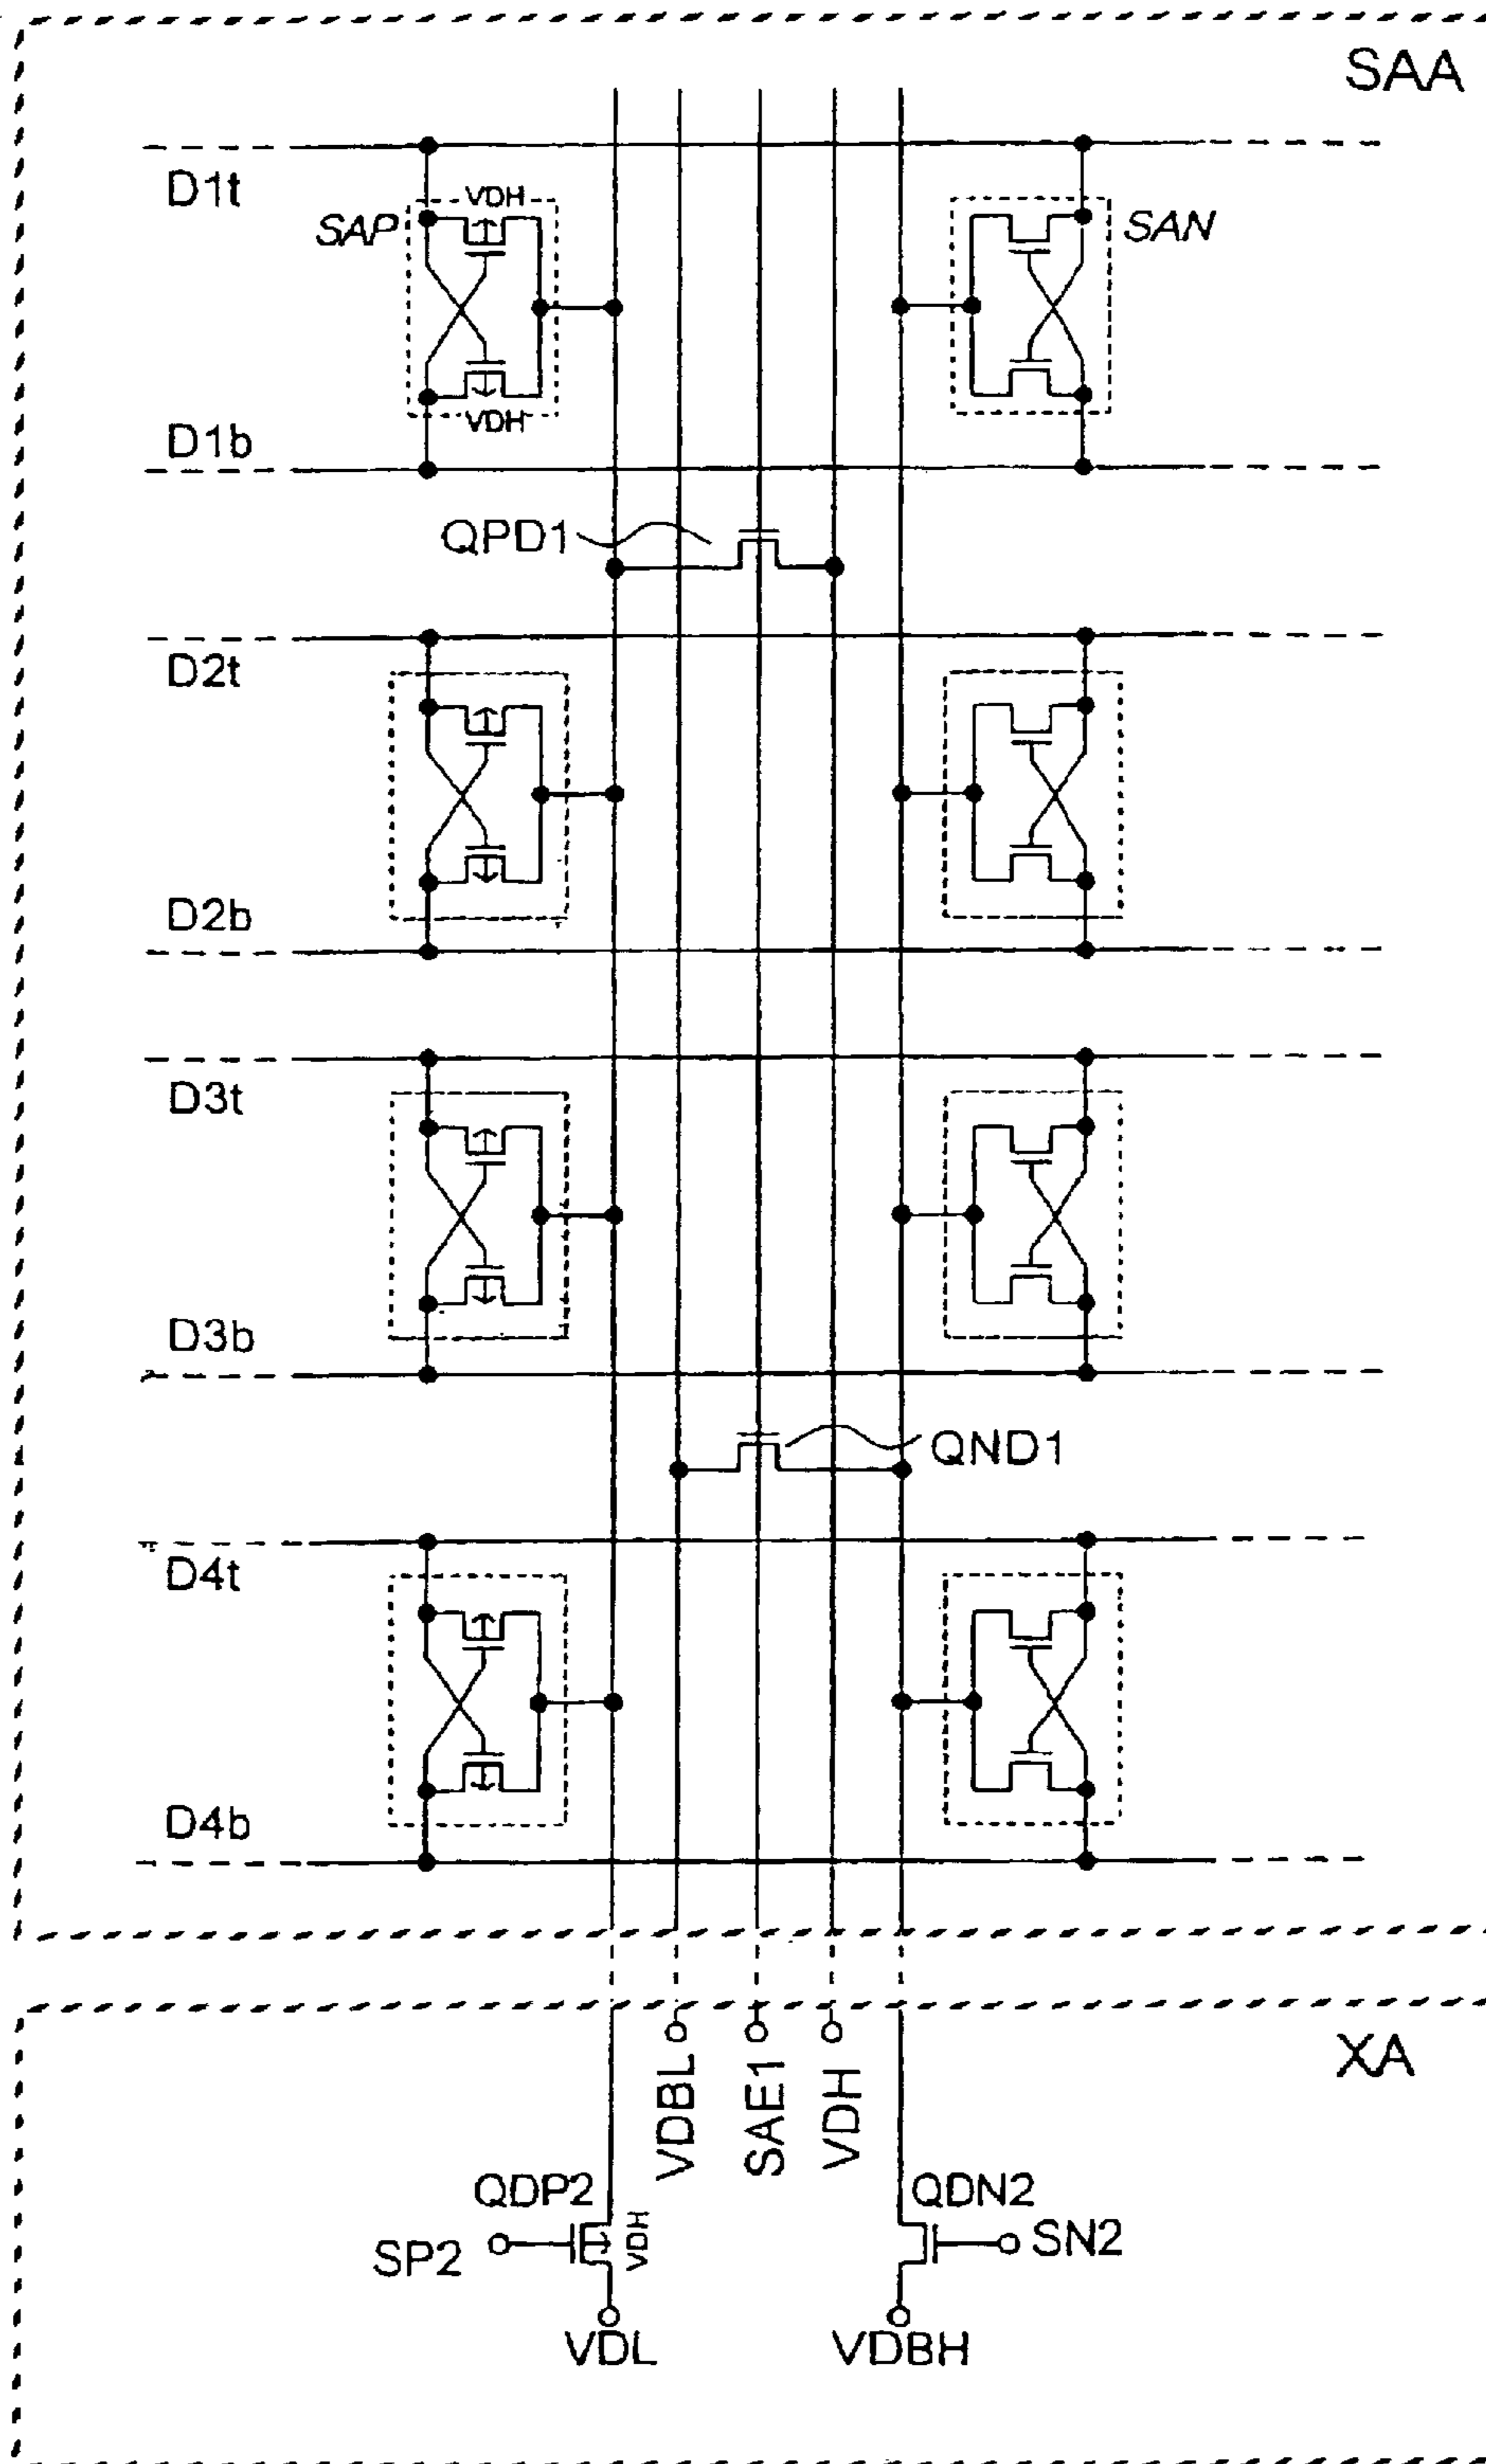 SAA
D1t
VDH
SAP
SAN
VDH
D1b
QPD1
D2t
D2b
D3t
D3b
QND1
D4t
D4b
XA
VDBL
SAE1
VDH
QDP2
QDN2
SP2
VDH
SN2
VDL
VDBH